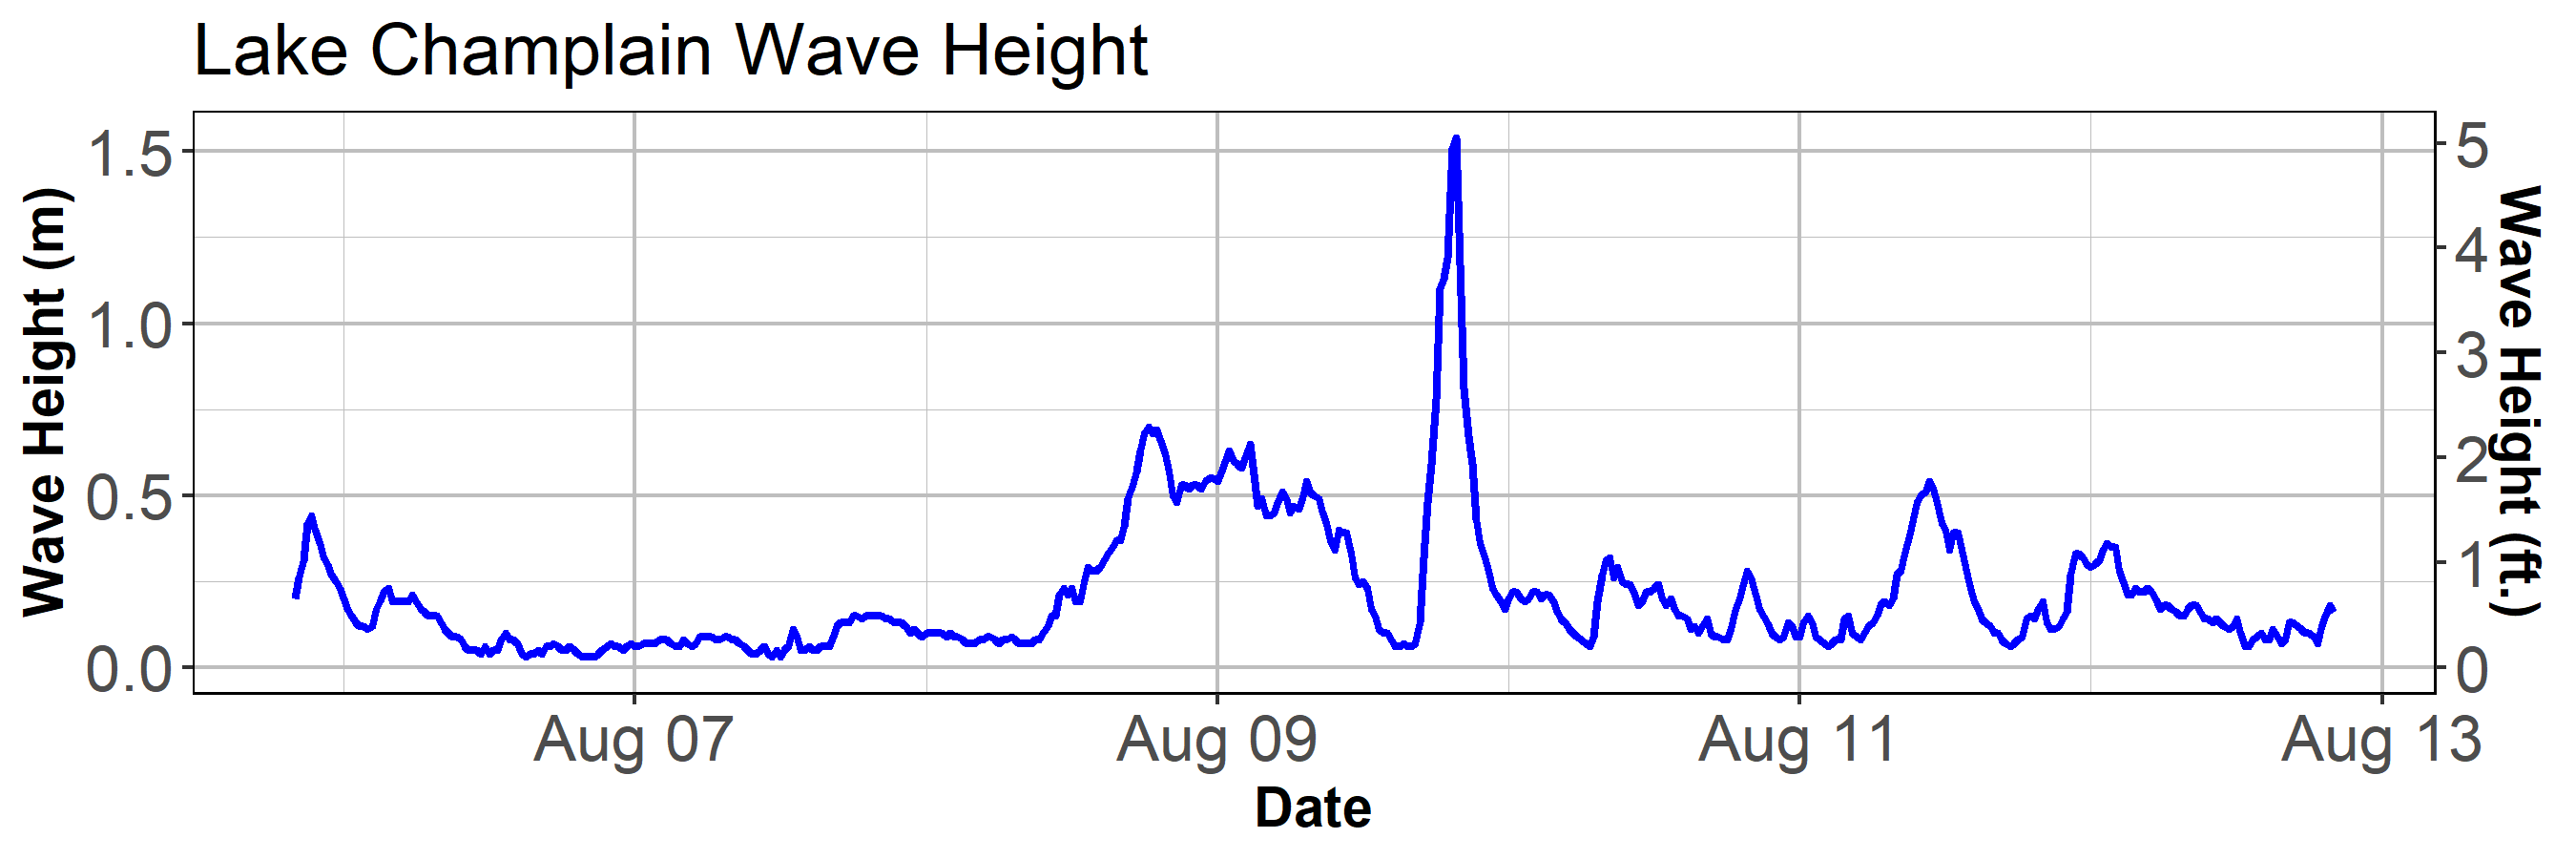 Lake Champlain Wave Height
Wave Height (m)
1.5
1.0
0.5
0.0
5
4
3
2
1
0
Wave Height (ft.)
Aug 07
Aug 09
Aug 11
Aug 13
Date